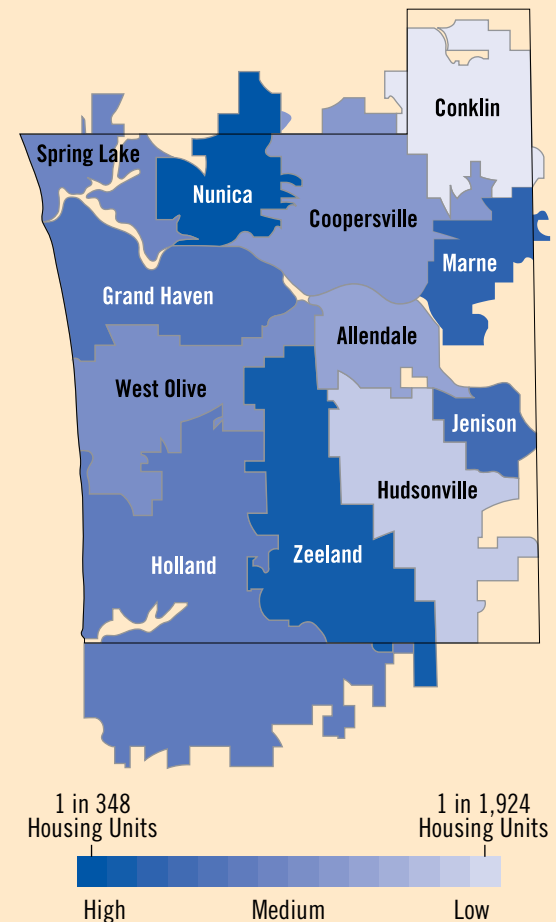 Conklin
Spring Lake
Nunica
Coopersville
Marne
Grand Haven
Allendale
West Olive
Jenison
Hudsonville
Zeeland
Holland
1 in 348
Housing Units
1 in 1,924
Housing Units
High
Medium
Low